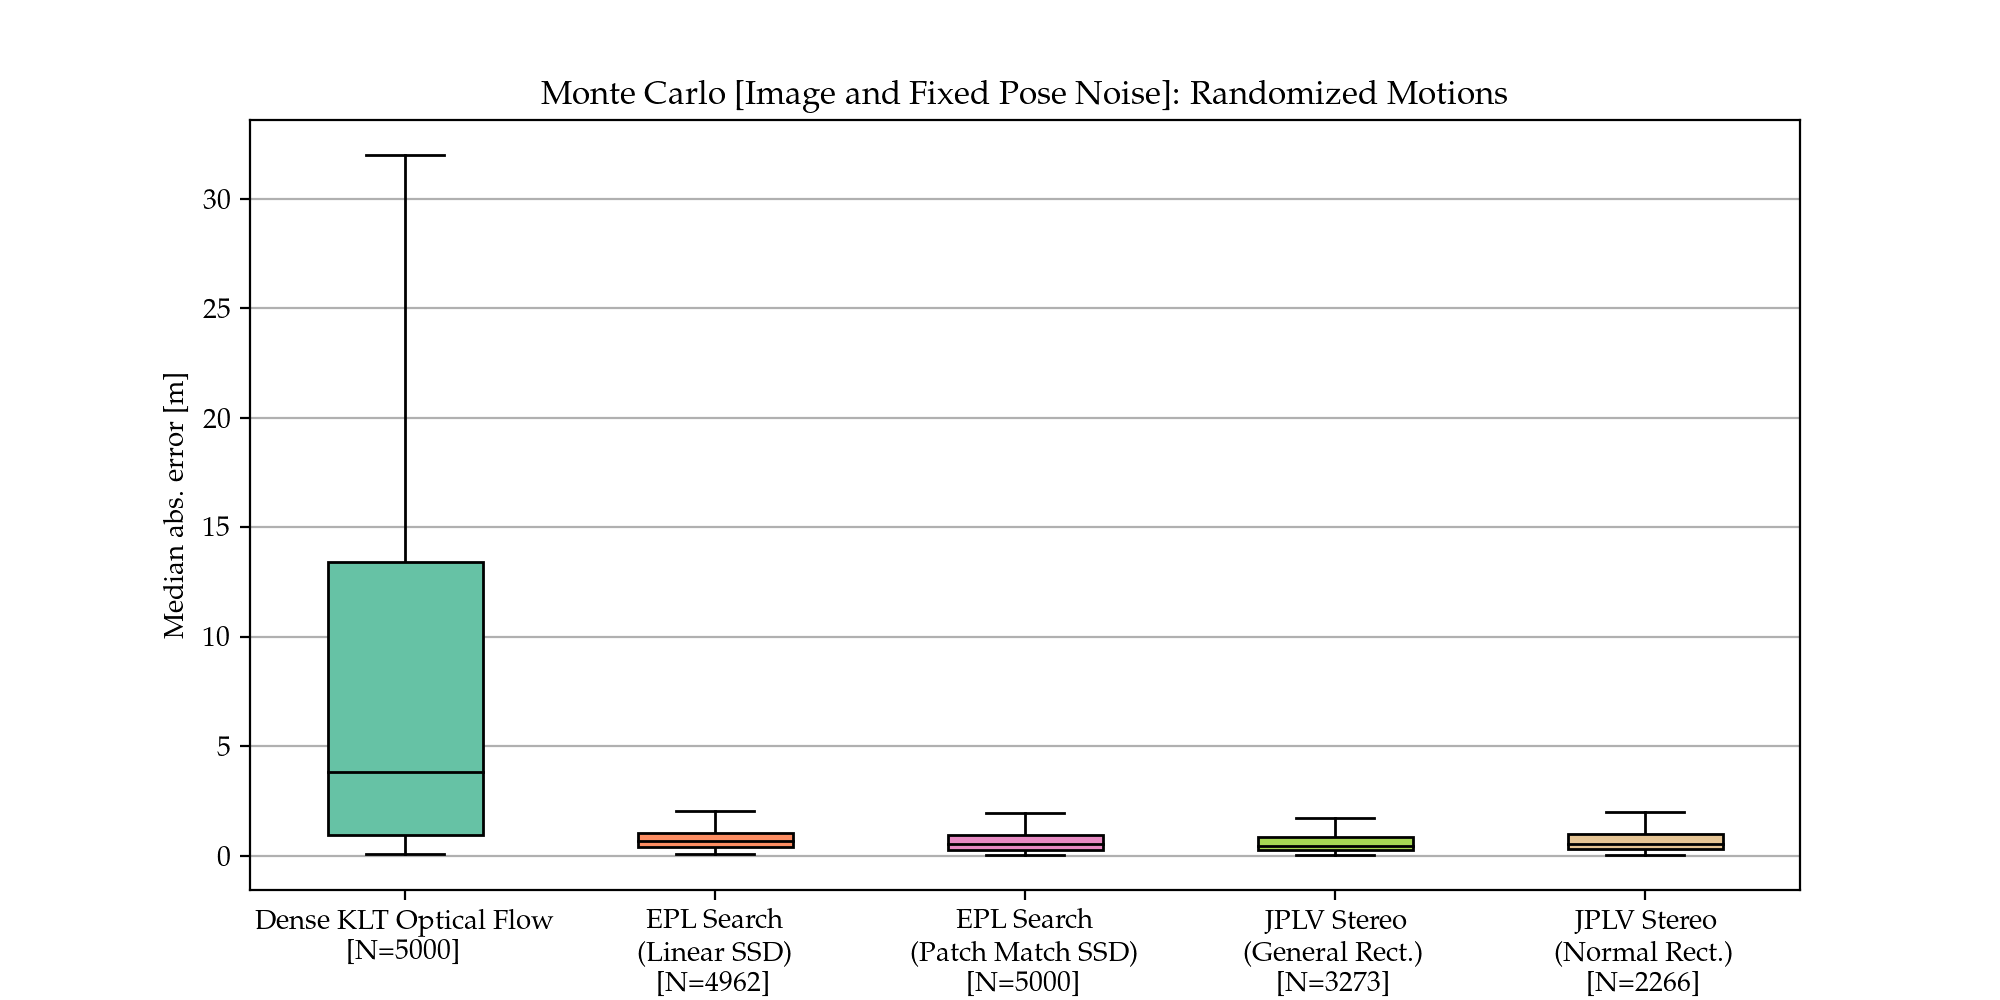 Monte Carlo [Image and Fixed Pose Noise]: Randomized Motions
Median abs. error [m]
30
25
20
15
10
5
0
Dense KLT Optical Flow
[N=5000]
EPL Search
(Linear SSD)
[N=4962]
EPL Search
(Patch Match SSD)
[N=5000]
JPLV Stereo
(General Rect.)
[N=3273]
JPLV Stereo
(Normal Rect.)
[N=2266]